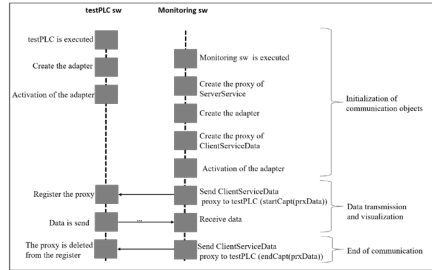 testPLC sw
Monitoring sw
testPLC is executed
Monitoring sw is executed
Create the adapter
Create the proxy of
ServerService
Activation of the adapter
Create the adapter
Create the proxy of
ClientServiceData
Activation of the adapter
Initialization of
communication objects
Register the proxy
Send ClientServiceData
proxy to testPLC (startCapt(prxData))
Data is send
...
Receive data
Data transmission
and visualization
The proxy is deleted
from the register
Send ClientServiceData
proxy to testPLC (endCapt(prxData))
End of communication